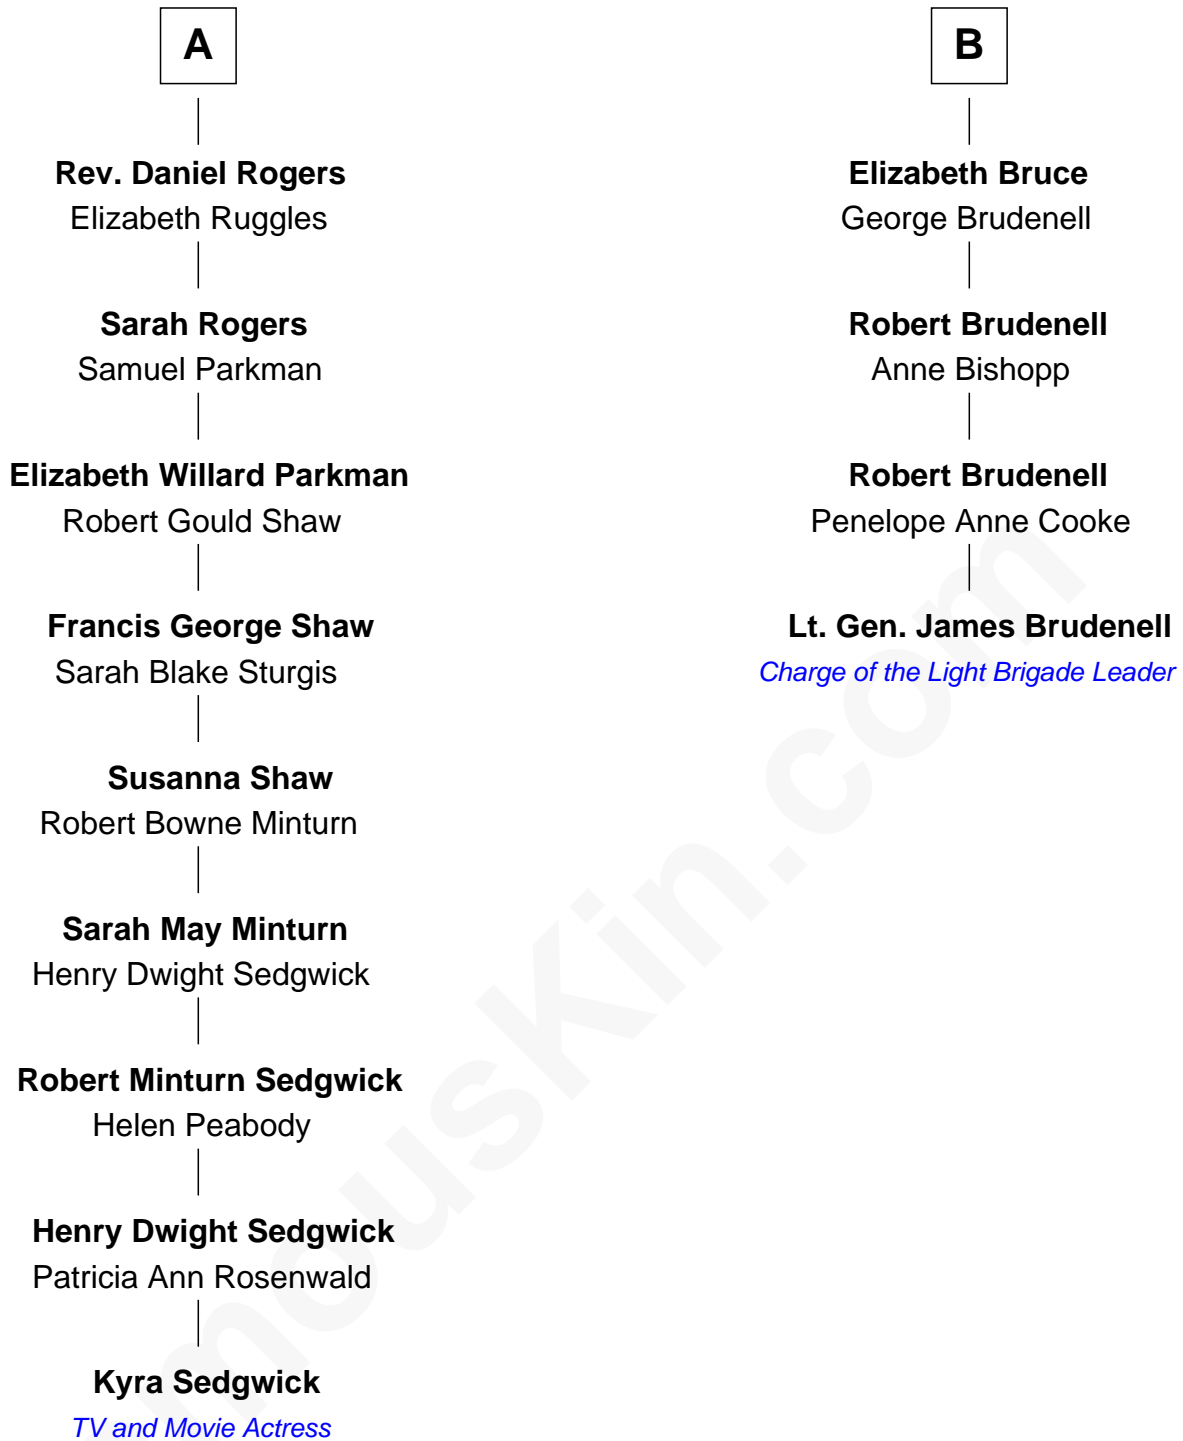 A
Rev. Daniel Rogers
Elizabeth Ruggles
Sarah Rogers
Samuel Parkman
Elizabeth Willard Parkman
Robert Gould Shaw
Francis George Shaw
Sarah Blake Sturgis
Susanna Shaw
Robert Bowne Minturn
Sarah May Minturn
Henry Dwight Sedgwick
Robert Minturn Sedgwick
Helen Peabody
Henry Dwight Sedgwick
Patricia Ann Rosenwald
Kyra Sedgwick
TV and Movie Actress
B
Elizabeth Bruce
George Brudenell
Robert Brudenell
Anne Bishopp
Robert Brudenell
Penelope Anne Cooke
Lt. Gen. James Brudenell
Charge of the Light Brigade Leader
mousKin.com